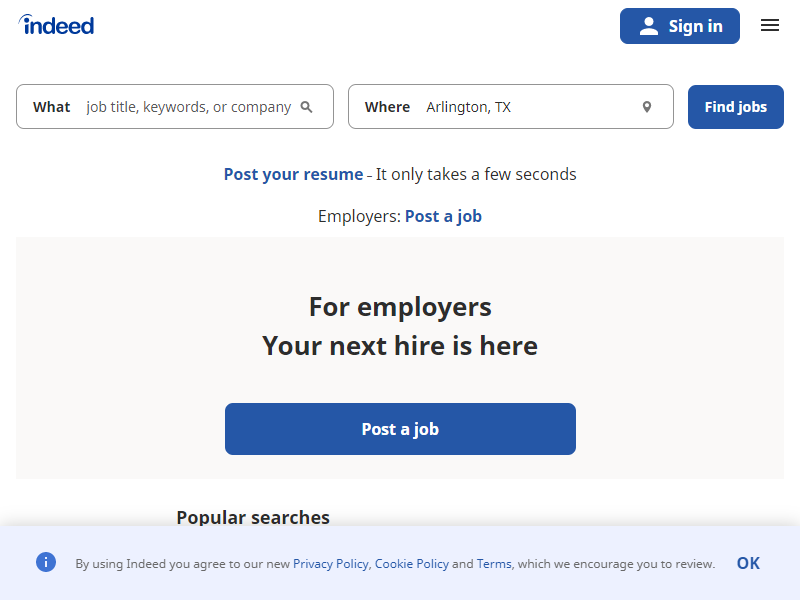 indeed
Sign in
What job title, keywords, or company
Where Arlington, TX
Find jobs
Post your resume - It only takes a few seconds
Employers: Post a job
For employers
Your next hire is here
Post a job
Popular searches
By using Indeed you agree to our new Privacy Policy, Cookie Policy and Terms, which we encourage you to review.
OK